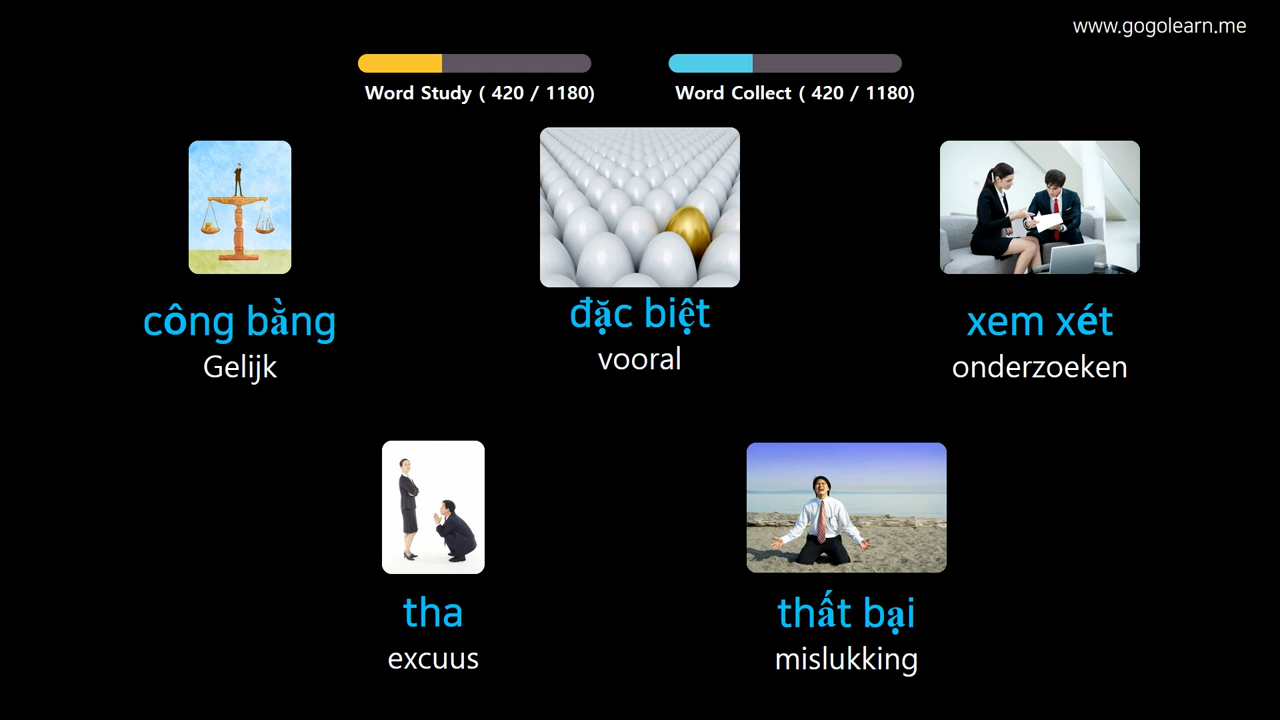 www.gogolearn.me
Word Study ( 420 / 1180)
Word Collect ( 420 / 1180)
công bằng
Gelijk
đặc biệt
vooral
xem xét
onderzoeken
tha
excuus
thất bại
mislukking